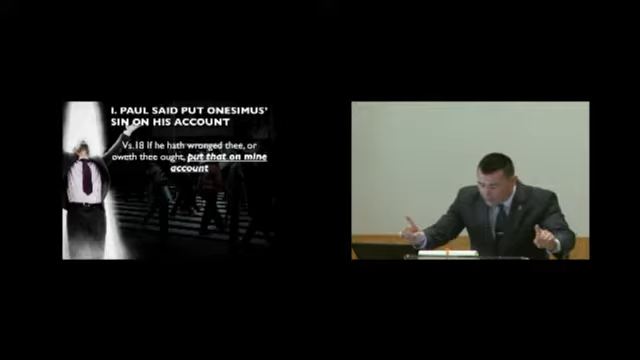 I. PAUL SAID PUT ONESIMUS'
SIN ON HIS ACCOUNT
Vs.18 If he hath wronged thee, or
oweth thee ought, put that on mine
account